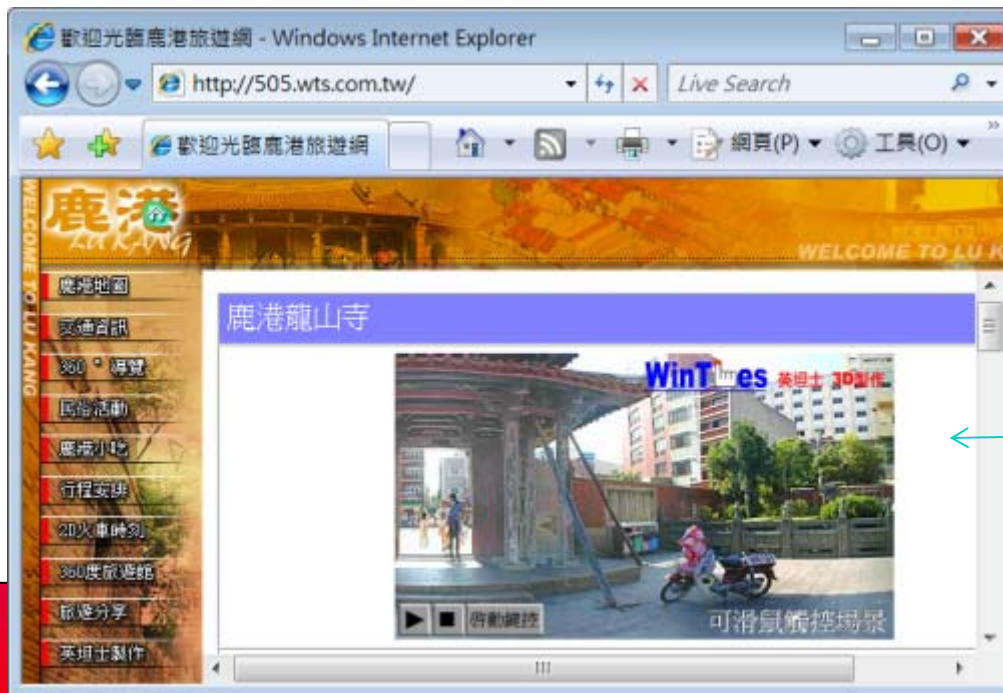 歡迎光臨鹿港旅遊網 - Windows Internet Explorer
http://505.wts.com.tw/
Live Search
歡迎光臨鹿港旅遊網
網頁(P)
工具(O)
鹿港
LU KANG
WELCOME TO LU K
WELCOME TO LU KANG
鹿港地圖
交通資訊
360°導覽
民俗活動
鹿港小吃
行程安排
2D火車時刻
360度旅遊館
旅遊分享
英坦士製作
鹿港龍山寺
WinTimes 英坦士 3D製作
啓動鍵控
可滑鼠觸控場景